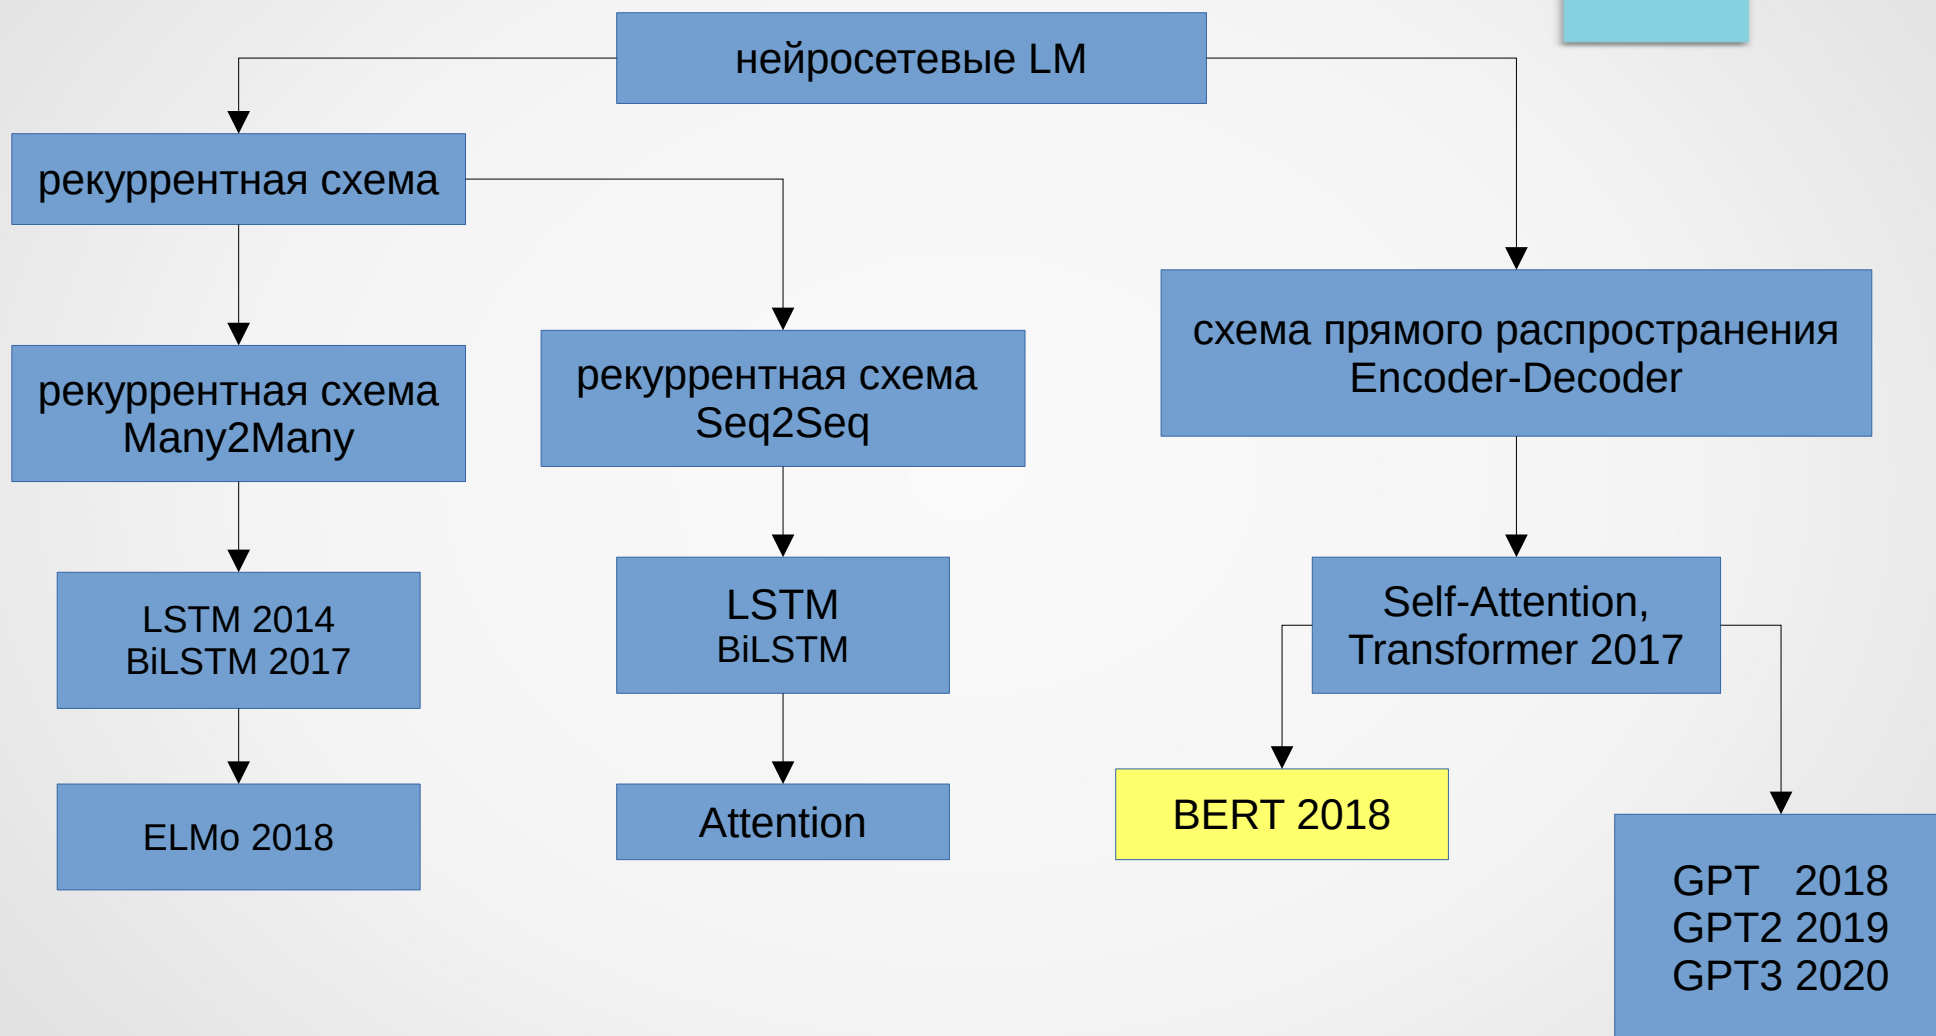 нейросетевые LM
рекуррентная схема
рекуррентная схема
Many2Many
рекуррентная схема
Seq2Seq
схема прямого распространения
Encoder-Decoder
LSTM 2014
BiLSTM 2017
LSTM
BiLSTM
Self-Attention,
Transformer 2017
ELMo 2018
Attention
BERT 2018
GPT 2018
GPT2 2019
GPT3 2020